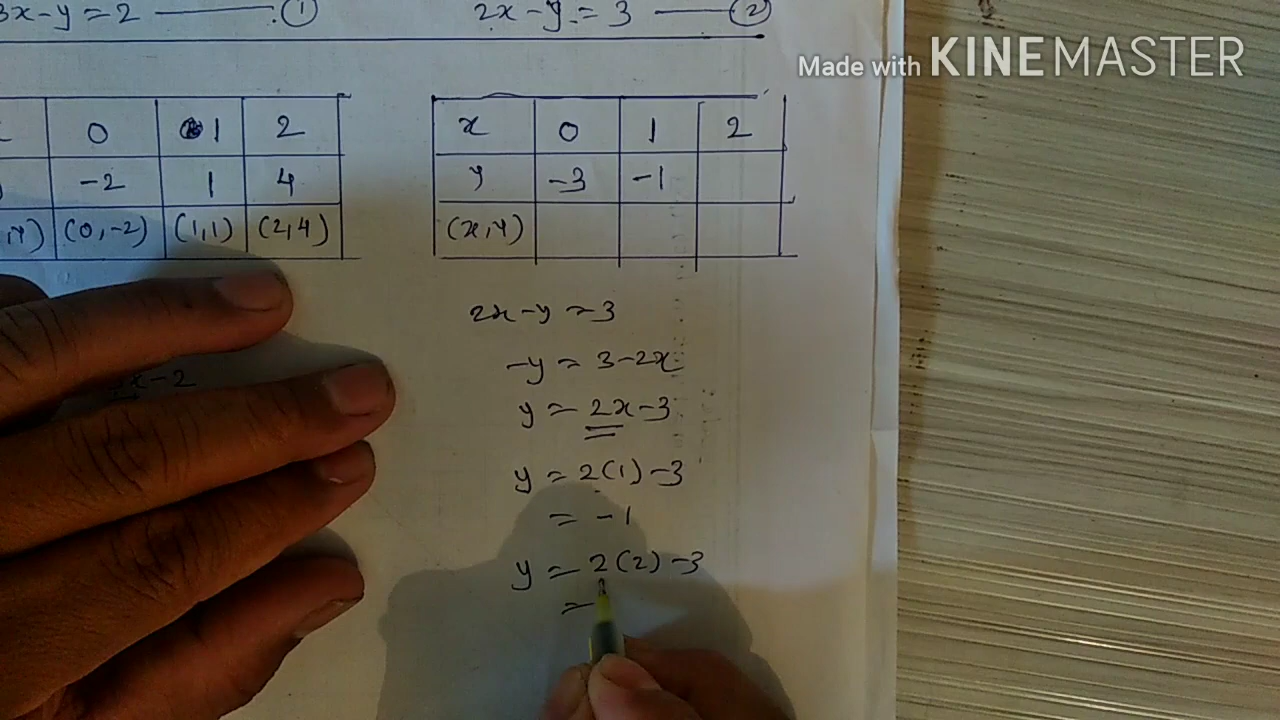 3x-y=2 ——— ① 2x-y=3 ——— ②
Made with KINEMASTER
0 1 2
-2 1 4
,y) (0,-2) (1,1) (2,4)
x 0 1 2
y -3 -1
(x,y)
2x-y=3
-y=3-2x
y=2x-3
y=2(1)-3
=-1
y=2(2)-3
=
x-2